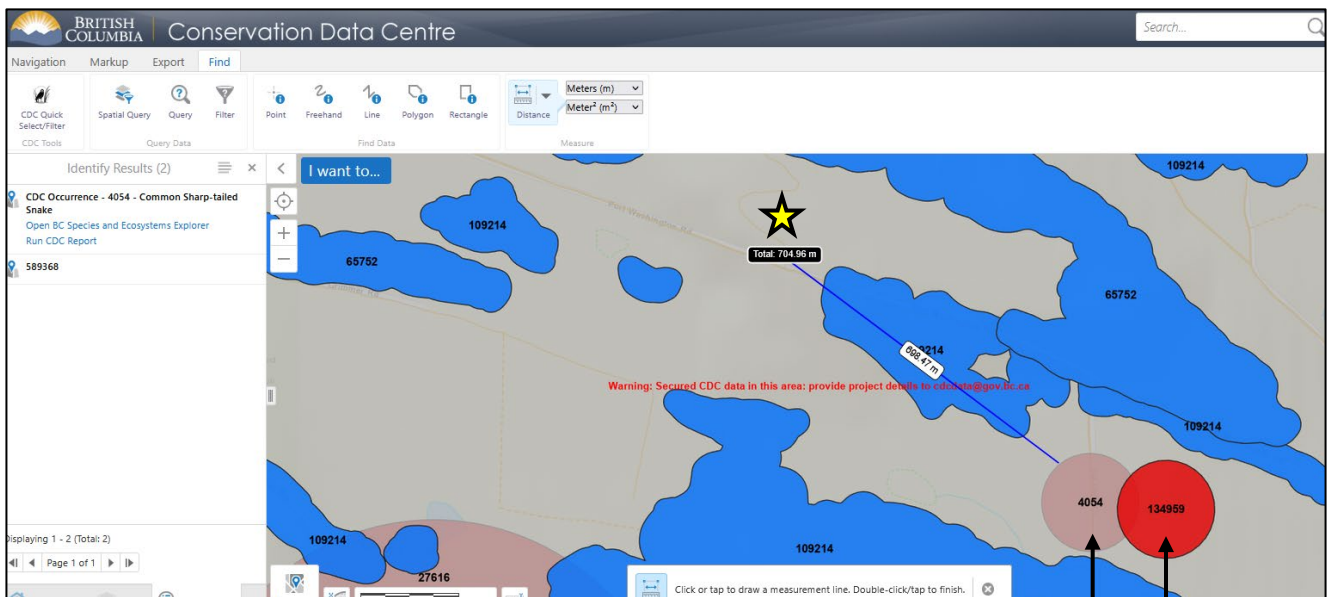 BRITISH
COLUMBIA
Conservation Data Centre
Search...
Navigation Markup Export Find
CDC Quick
Select/Filter
Spatial Query Query Filter
Point Freehand Line Polygon Rectangle
Distance
Meters (m)
Meter² (m²)
CDC Tools Query Data Find Data Measure
Identify Results (2)
I want to...
CDC Occurrence - 4054 - Common Sharp-tailed
Snake
Open BC Species and Ecosystems Explorer
Run CDC Report
589368
109214
109214
65752
Port Washington Rd
Total: 704.96 m
65752
698.47 m
9214
Warning: Secured CDC data in this area: provide project details to cdcdata@gov.bc.ca
109214
4054
134959
109214
109214
27616
Displaying 1 - 2 (Total: 2)
Page 1 of 1
Click or tap to draw a measurement line. Double-click/tap to finish.